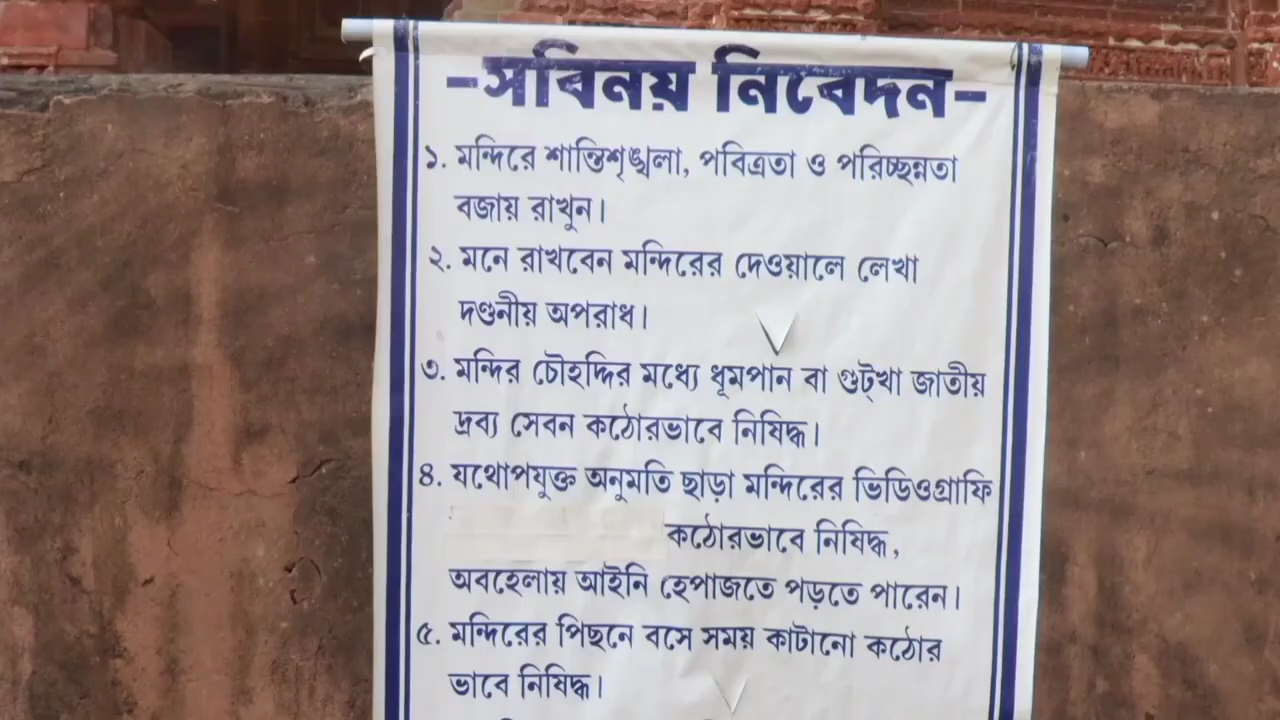 -সবিনয় নিবেদন-
১. মন্দিরে শান্তিশৃঙ্খলা, পবিত্রতা ও পরিচ্ছন্নতা
বজায় রাখুন।
২. মনে রাখবেন মন্দিরের দেওয়ালে লেখা
দণ্ডনীয় অপরাধ।
৩. মন্দির চৌহদ্দির মধ্যে ধূমপান বা গুট্‌খা জাতীয়
দ্রব্য সেবন কঠোরভাবে নিষিদ্ধ।
৪. যথোপযুক্ত অনুমতি ছাড়া মন্দিরের ভিডিওগ্রাফি
কঠোরভাবে নিষিদ্ধ,
অবহেলায় আইনি হেপাজতে পড়তে পারেন।
৫. মন্দিরের পিছনে বসে সময় কাটানো কঠোর
ভাবে নিষিদ্ধ।